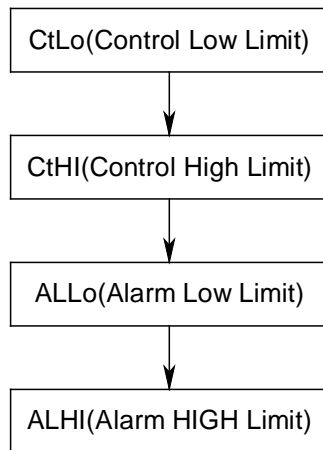 CtLo(Control Low Limit)
CtHI(Control High Limit)
ALLo(Alarm Low Limit)
ALHI(Alarm HIGH Limit)